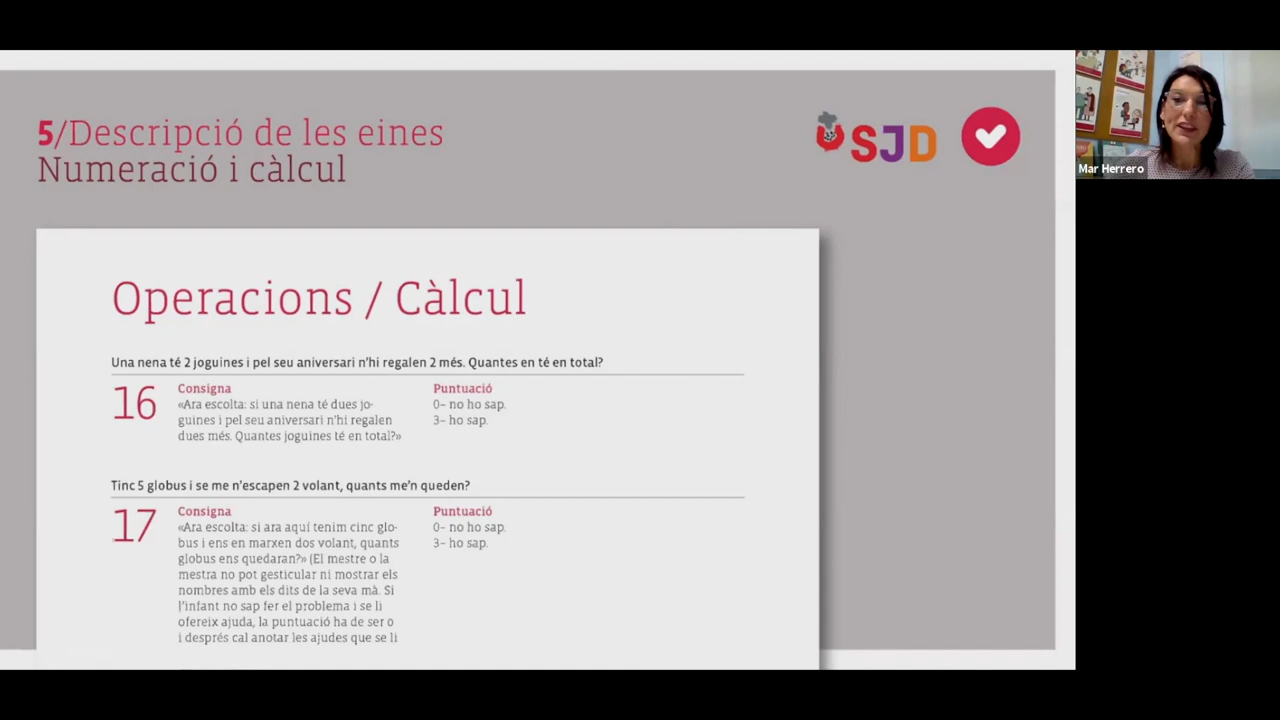 5/Descripció de les eines
Numeració i càlcul
SJD
Mar Herrero
Operacions / Càlcul
Una nena té 2 joguines i pel seu aniversari n'hi regalen 2 més. Quantes en té en total?
16
Consigna
«Ara escolta: si una nena té dues jo-
guines i pel seu aniversari n'hi regalen
dues més. Quantes joguines té en total?»
Puntuació
0– no ho sap.
3– ho sap.
Tinc 5 globus i se me n'escapen 2 volant, quants me'n queden?
17
Consigna
«Ara escolta: si ara aquí tenim cinc glo-
bus i ens en marxen dos volant, quants
globus ens quedaran?» (El mestre o la
mestra no pot gesticular ni mostrar els
nombres amb els dits de la seva mà. Si
l'infant no sap fer el problema i se li
ofereix ajuda, la puntuació ha de ser 0
i després cal anotar les ajudes que se li
Puntuació
0– no ho sap.
3– ho sap.